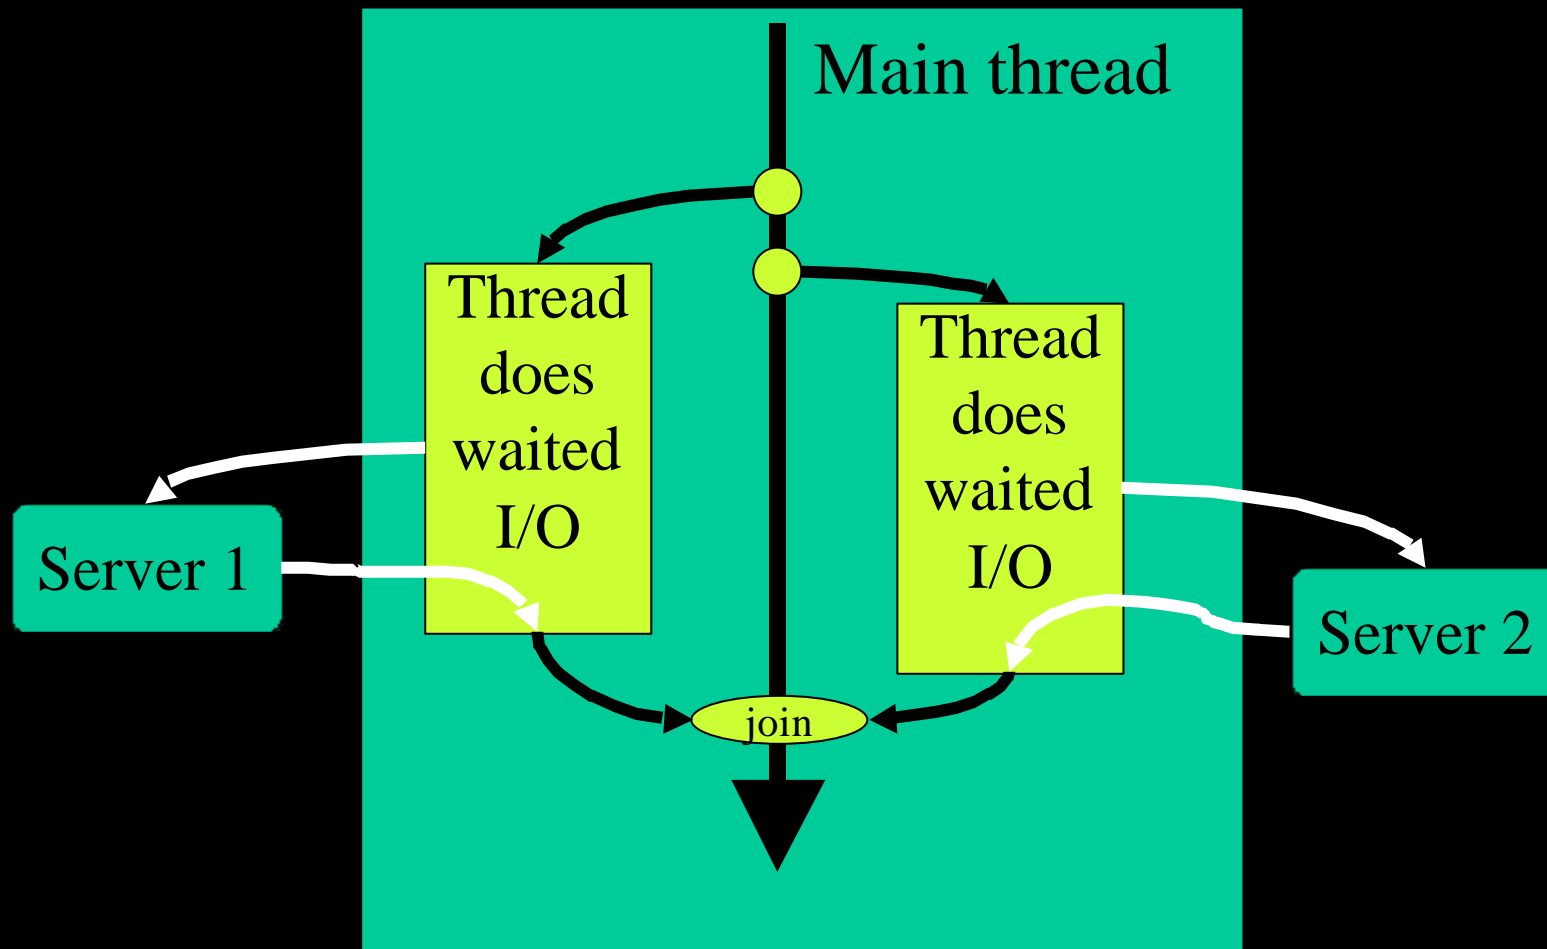 Main thread
Thread
does
waited
I/O
Thread
does
waited
I/O
Server 1
Server 2
join